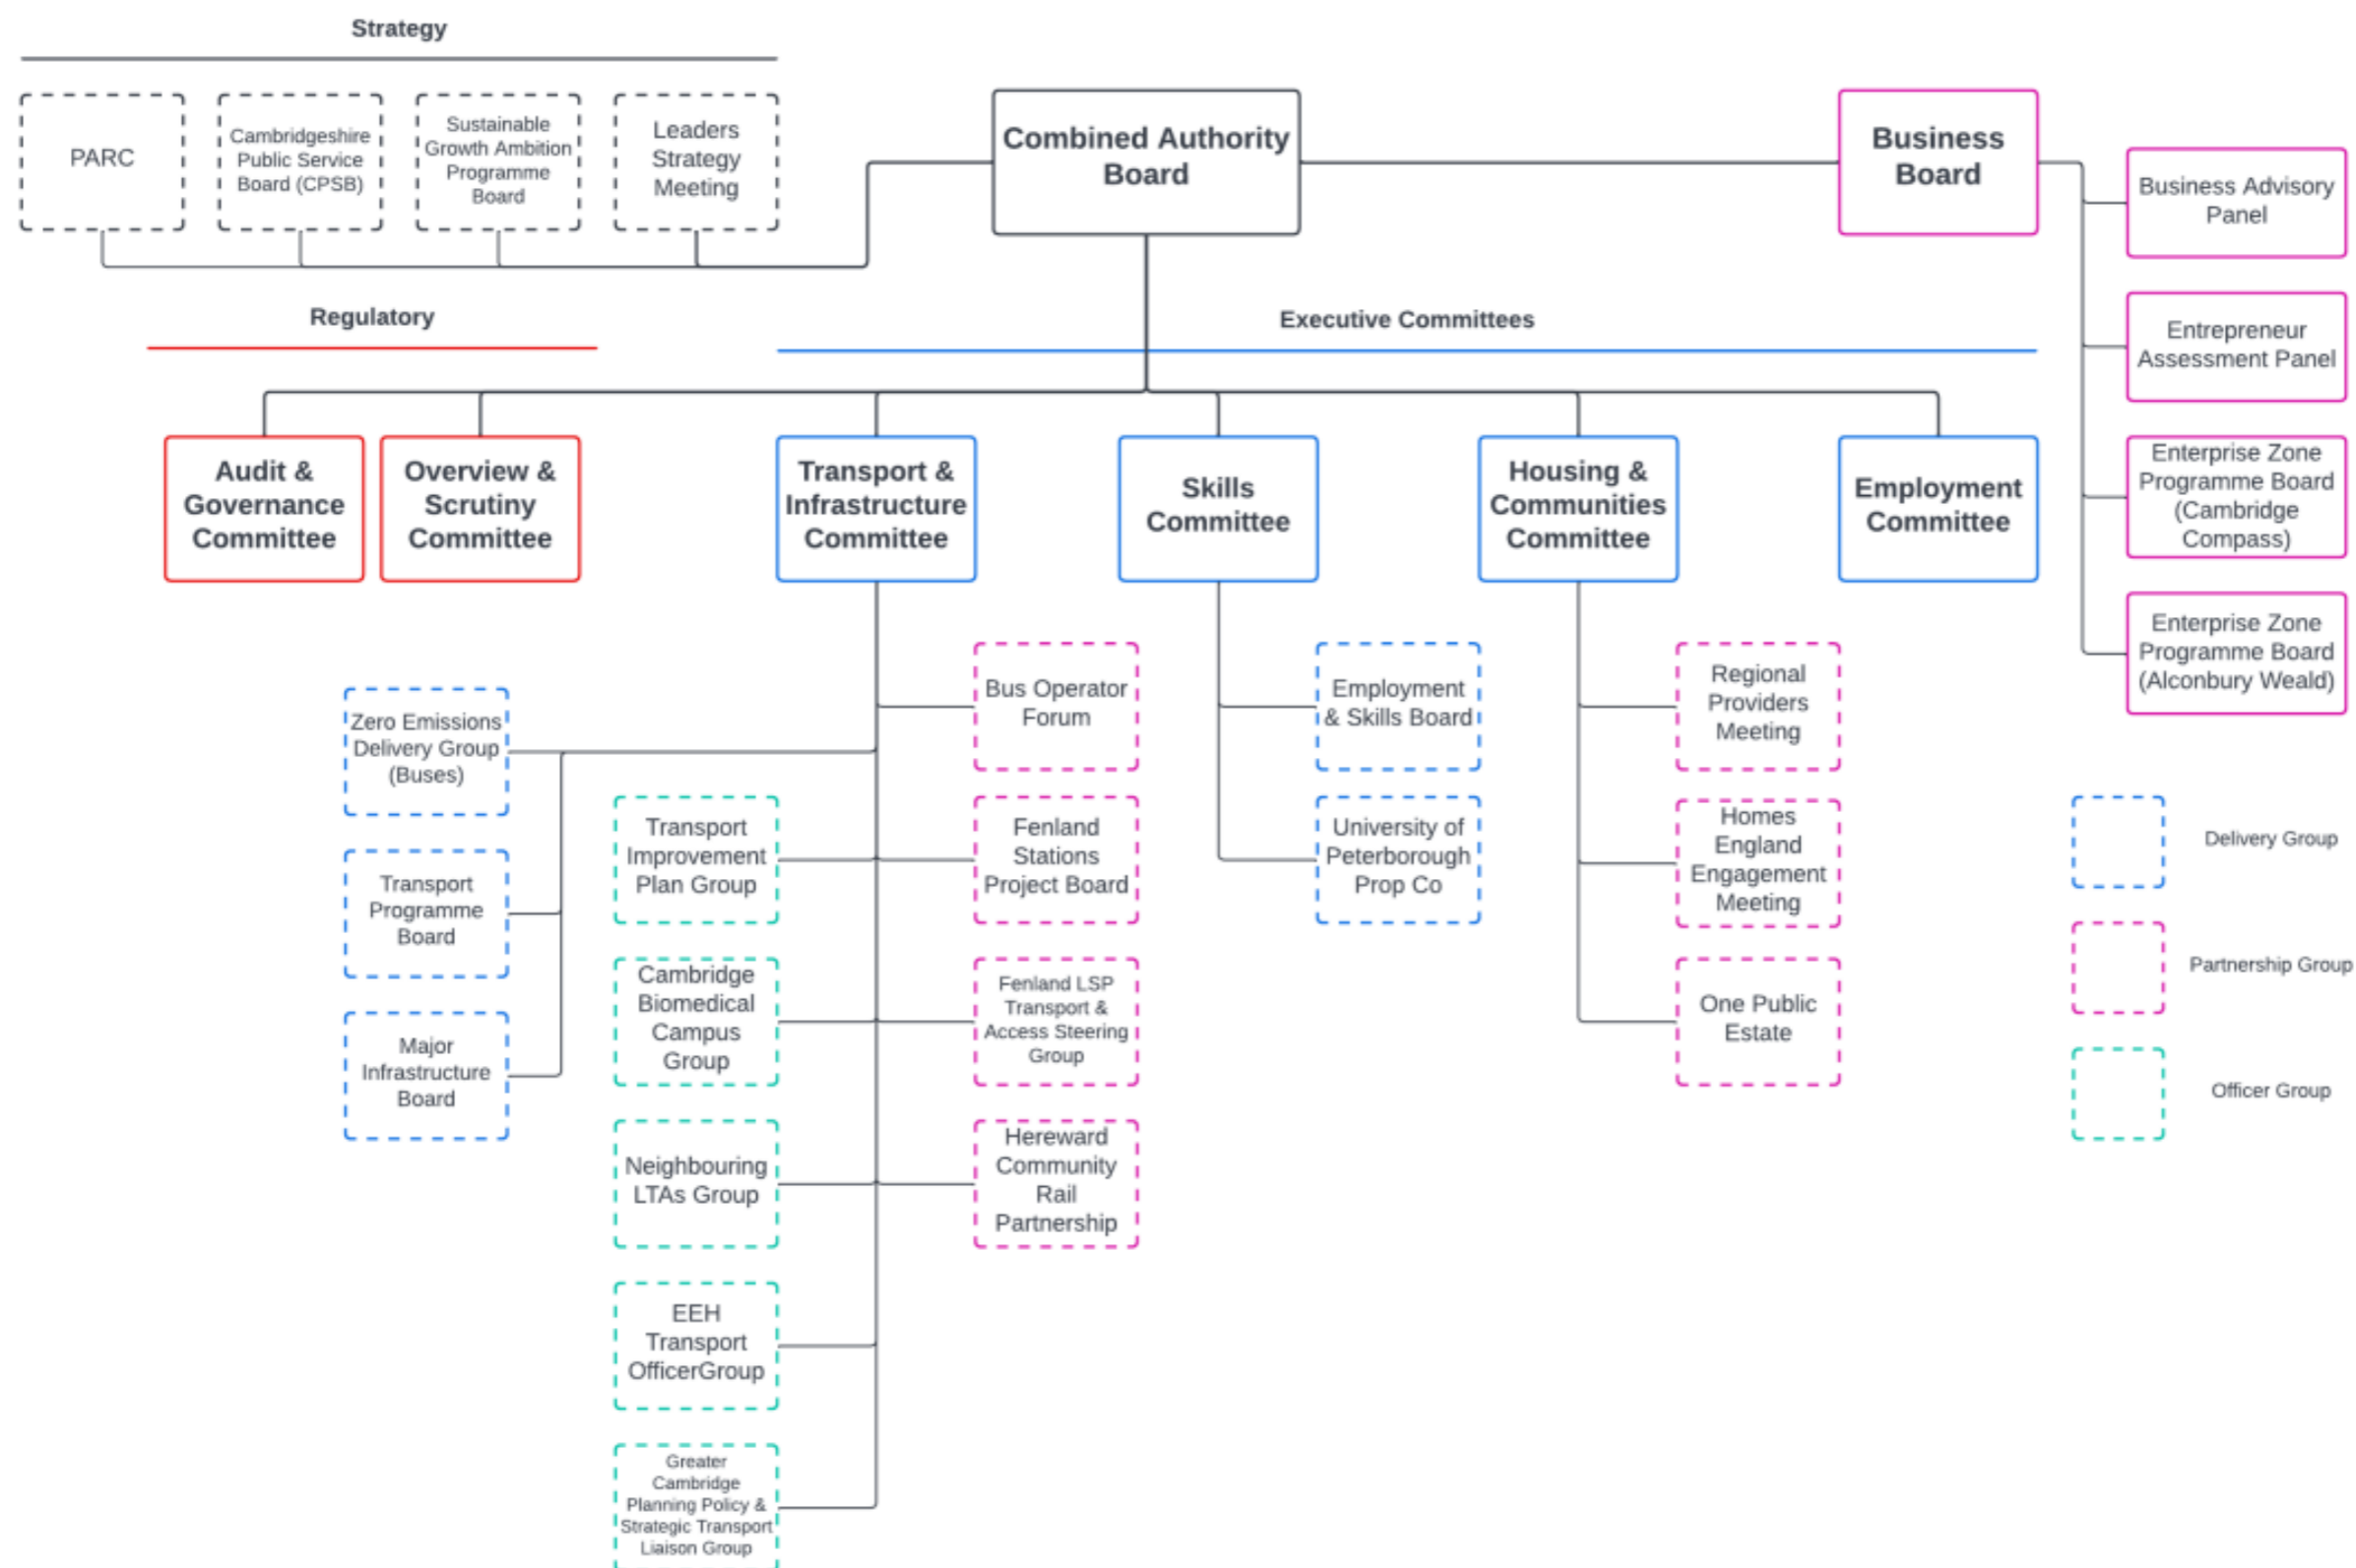 Strategy
PARC
Cambridgeshire
Public Service
Board (CPSB)
Sustainable
Growth Ambition
Programme
Board
Leaders
Strategy
Meeting
Combined Authority
Board
Business
Board
Business Advisory
Panel
Entrepreneur
Assessment Panel
Enterprise Zone
Programme Board
(Cambridge
Compass)
Enterprise Zone
Programme Board
(Alconbury Weald)
Regulatory
Executive Committees
Audit &
Governance
Committee
Overview &
Scrutiny
Committee
Transport &
Infrastructure
Committee
Skills
Committee
Housing &
Communities
Committee
Employment
Committee
Zero Emissions
Delivery Group
(Buses)
Transport
Programme
Board
Major
Infrastructure
Board
Transport
Improvement
Plan Group
Cambridge
Biomedical
Campus
Group
Neighbouring
LTAs Group
EEH
Transport
OfficerGroup
Greater
Cambridge
Planning Policy &
Strategic Transport
Liaison Group
Bus Operator
Forum
Fenland
Stations
Project Board
Fenland LSP
Transport &
Access Steering
Group
Hereward
Community
Rail
Partnership
Employment
& Skills Board
University of
Peterborough
Prop Co
Regional
Providers
Meeting
Homes
England
Engagement
Meeting
One Public
Estate
Delivery Group
Partnership Group
Officer Group